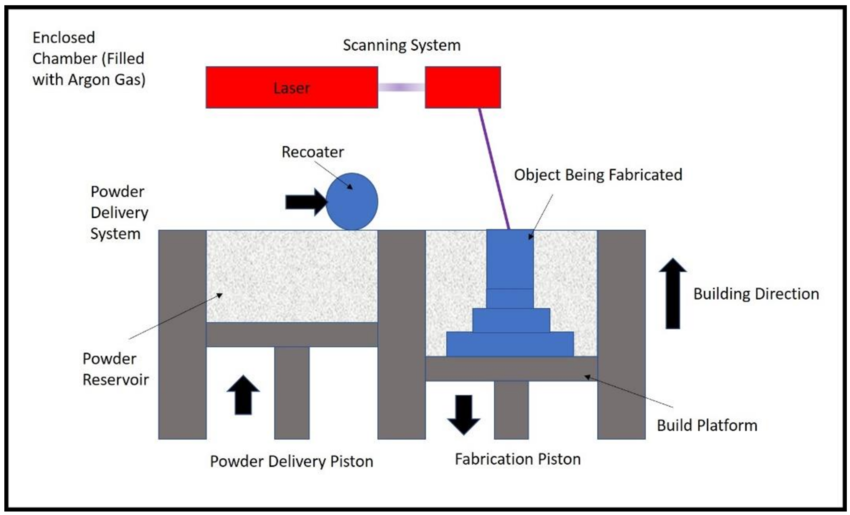 Enclosed
Chamber (Filled
with Argon Gas)
Scanning System
Laser
Recoater
Object Being Fabricated
Powder
Delivery
System
Building Direction
Powder
Reservoir
Build Platform
Powder Delivery Piston
Fabrication Piston